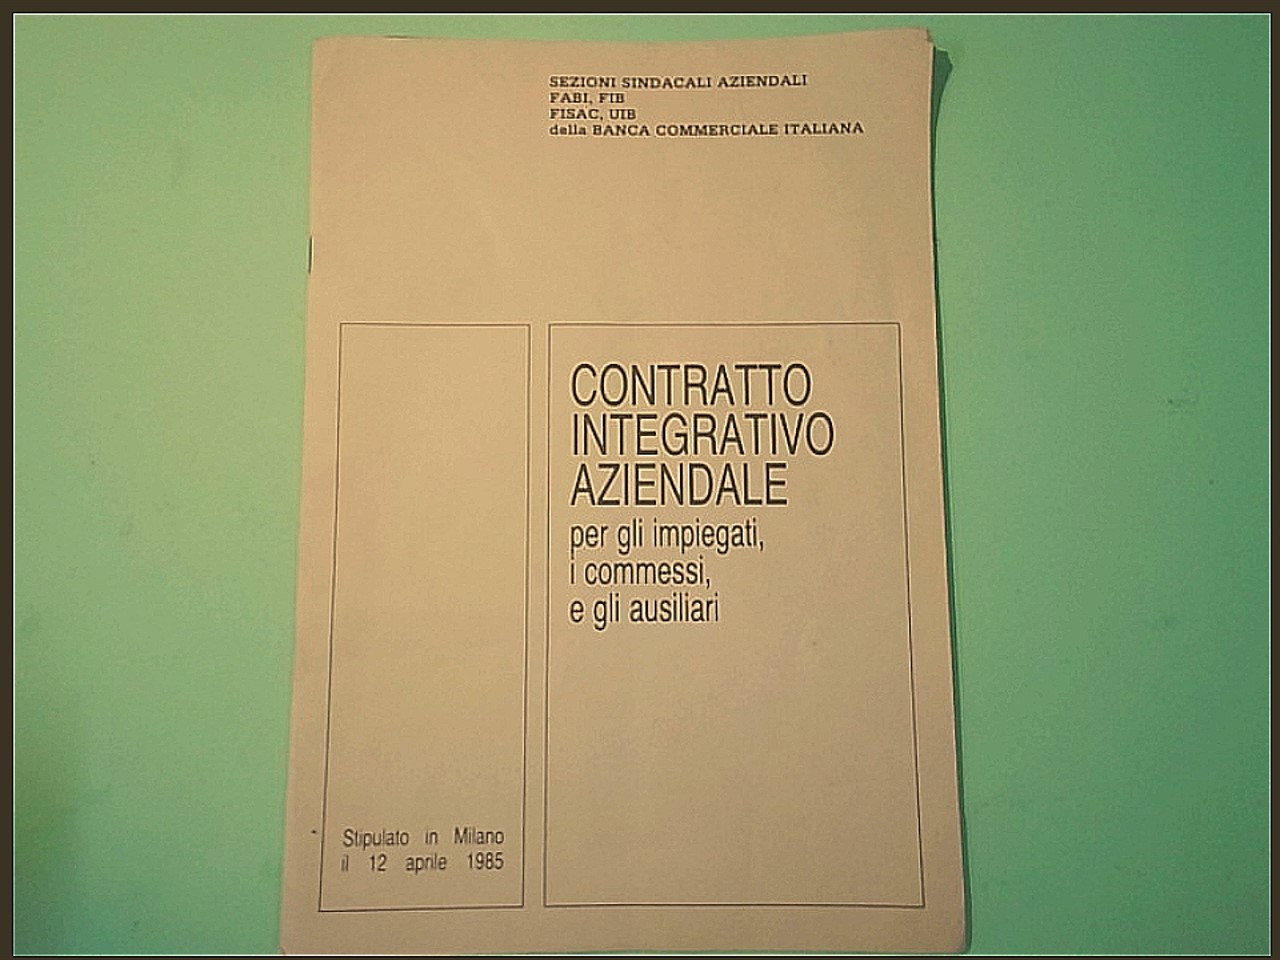 SEZIONI SINDACALI AZIENDALI
FABI, FIB
FISAC, UIB
della BANCA COMMERCIALE ITALIANA
CONTRATTO
INTEGRATIVO
AZIENDALE
per gli impiegati,
i commessi,
e gli ausiliari
Stipulato in Milano
il 12 aprile 1985